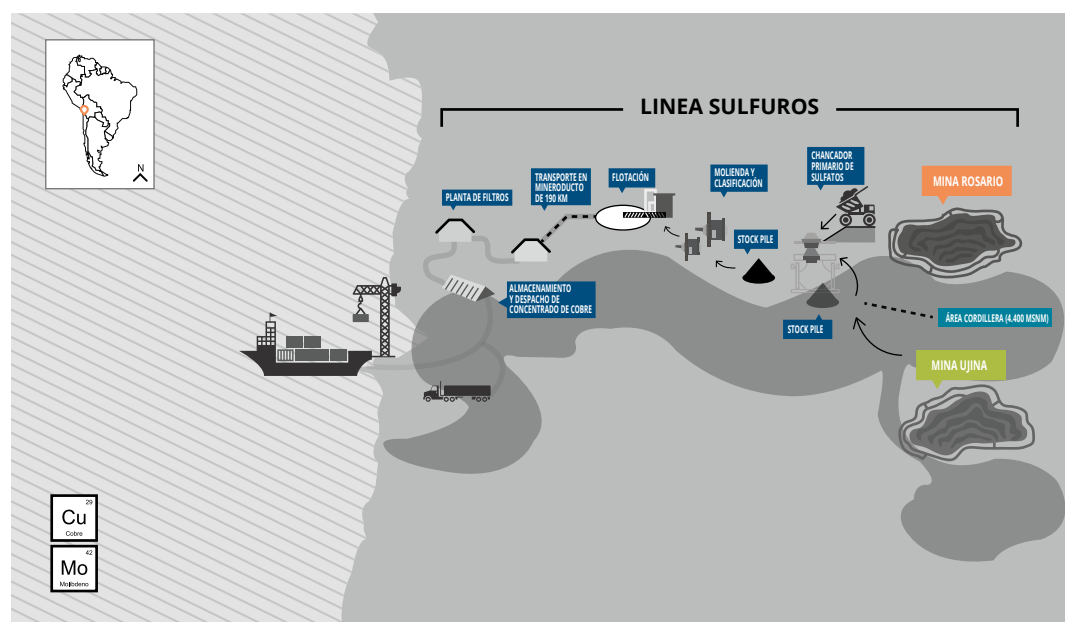 N
LINEA SULFUROS
CHANCADOR
PRIMARIO DE
SULFATOS
MINA ROSARIO
MOLIENDA Y
CLASIFICACIÓN
FLOTACIÓN
TRANSPORTE EN
MINERODUCTO
DE 190 KM
PLANTA DE FILTROS
STOCK PILE
ALMACENAMIENTO
Y DESPACHO DE
CONCENTRADO DE COBRE
STOCK PILE
ÁREA CORDILLERA (4.400 MSNM)
MINA UJINA
29
Cu
Cobre
42
Mo
Molibdeno